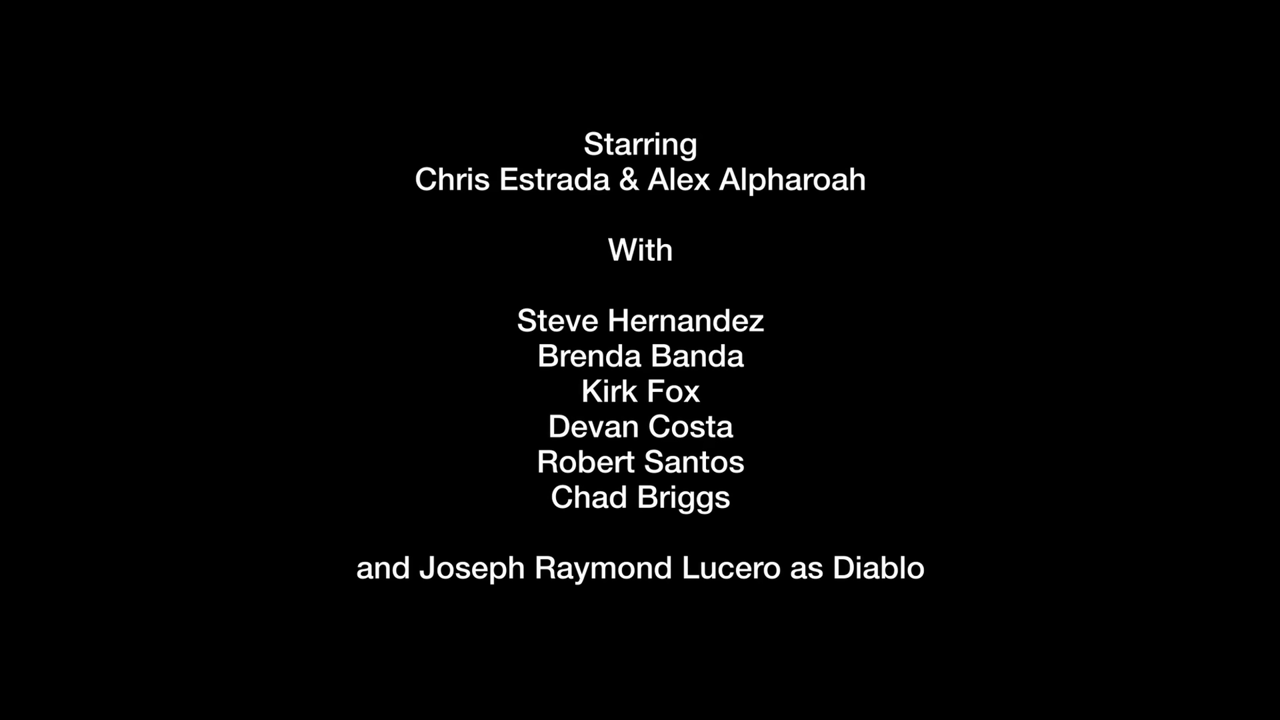 Starring
Chris Estrada & Alex Alpharoah
With
Steve Hernandez
Brenda Banda
Kirk Fox
Devan Costa
Robert Santos
Chad Briggs
and Joseph Raymond Lucero as Diablo